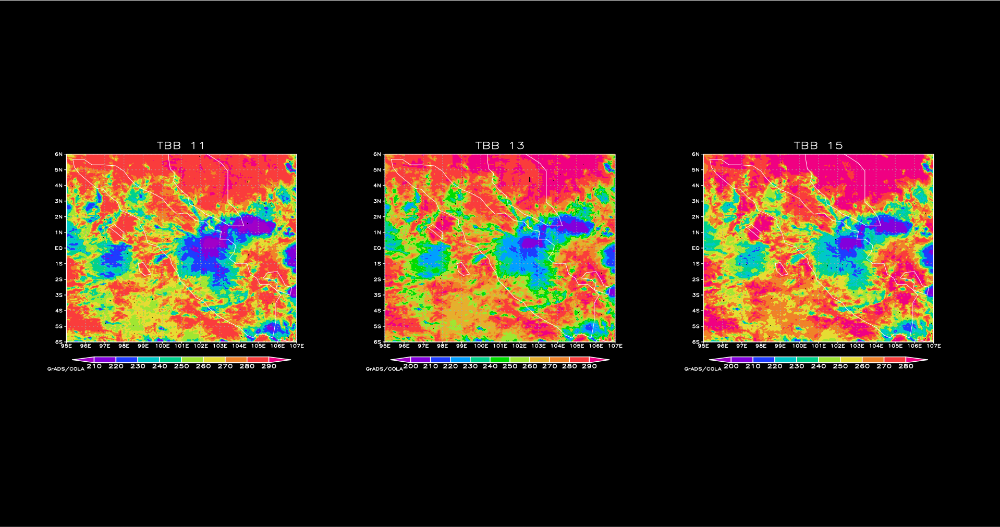 TBB 11
6N
5N
4N
3N
2N
1N
EQ
1S
2S
3S
4S
5S
6S
95E 96E 97E 98E 99E 100E 101E 102E 103E 104E 105E 106E 107E
GrADS/COLA 210 220 230 240 250 260 270 280 290
TBB 13
6N
5N
4N
3N
2N
1N
EQ
1S
2S
3S
4S
5S
6S
95E 96E 97E 98E 99E 100E 101E 102E 103E 104E 105E 106E 107E
GrADS/COLA 200 210 220 230 240 250 260 270 280 290
TBB 15
6N
5N
4N
3N
2N
1N
EQ
1S
2S
3S
4S
5S
6S
95E 96E 97E 98E 99E 100E 101E 102E 103E 104E 105E 106E 107E
GrADS/COLA 200 210 220 230 240 250 260 270 280